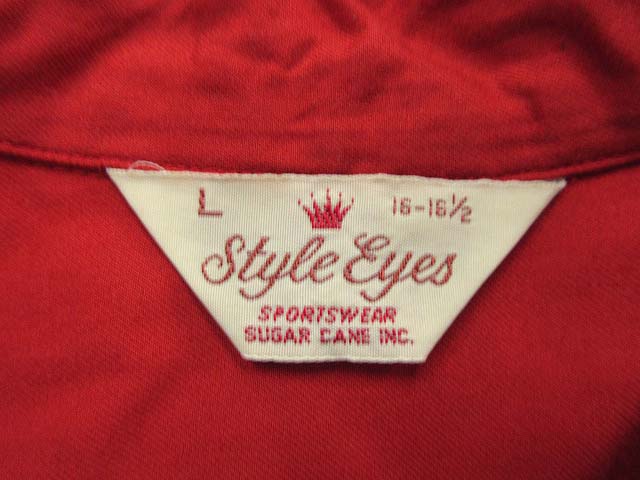 L 16-16½
Style Eyes
SPORTSWEAR
SUGAR CANE INC.